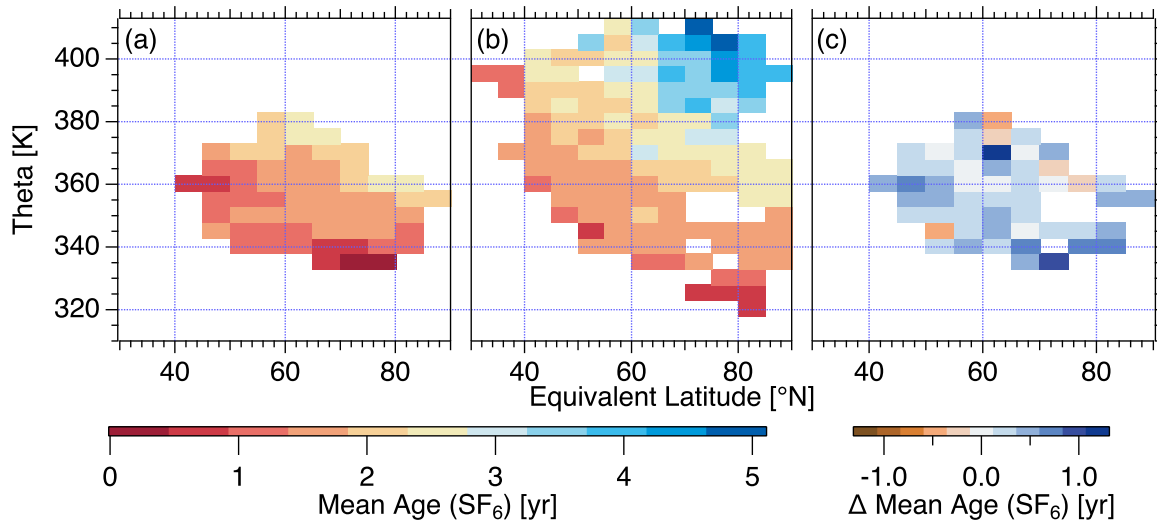 (a) (b) (c)
400
380
360
340
320
Theta [K]
40 60 80 40 60 80 40 60 80
Equivalent Latitude [°N]
0 1 2 3 4 5 -1.0 0.0 1.0
Mean Age (SF₆) [yr] Δ Mean Age (SF₆) [yr]